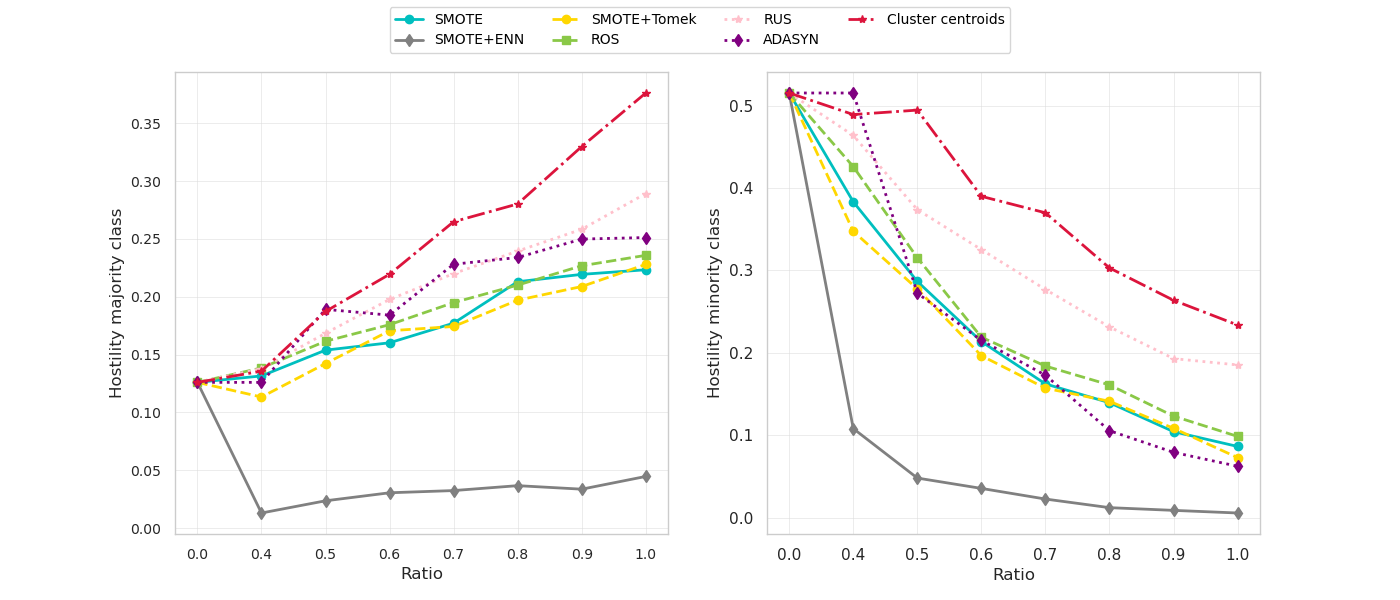 SMOTE SMOTE+Tomek RUS Cluster centroids
SMOTE+ENN ROS ADASYN
Hostility majority class
0.35
0.30
0.25
0.20
0.15
0.10
0.05
0.00
0.0 0.4 0.5 0.6 0.7 0.8 0.9 1.0
Ratio
Hostility minority class
0.5
0.4
0.3
0.2
0.1
0.0
0.0 0.4 0.5 0.6 0.7 0.8 0.9 1.0
Ratio